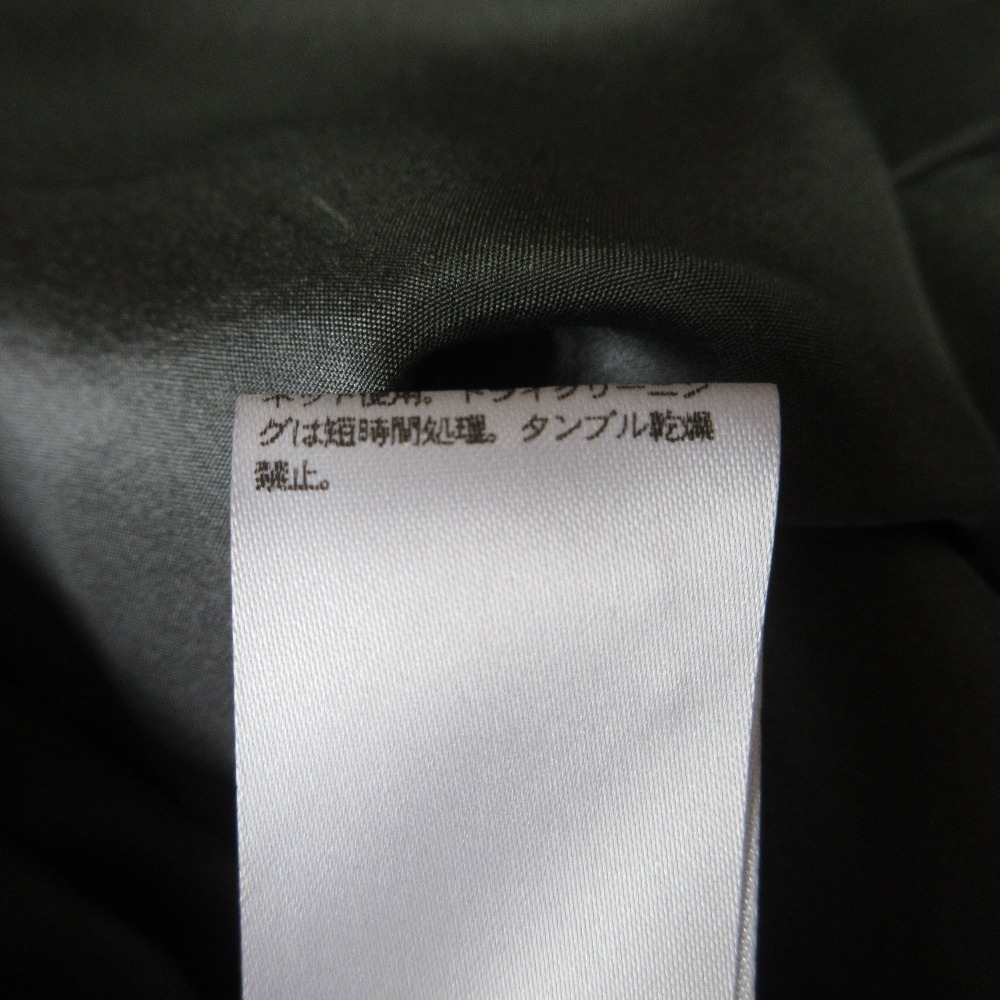 ネット使用。ドライクリーニン
グは短時間処理。タンブル乾燥
禁止。